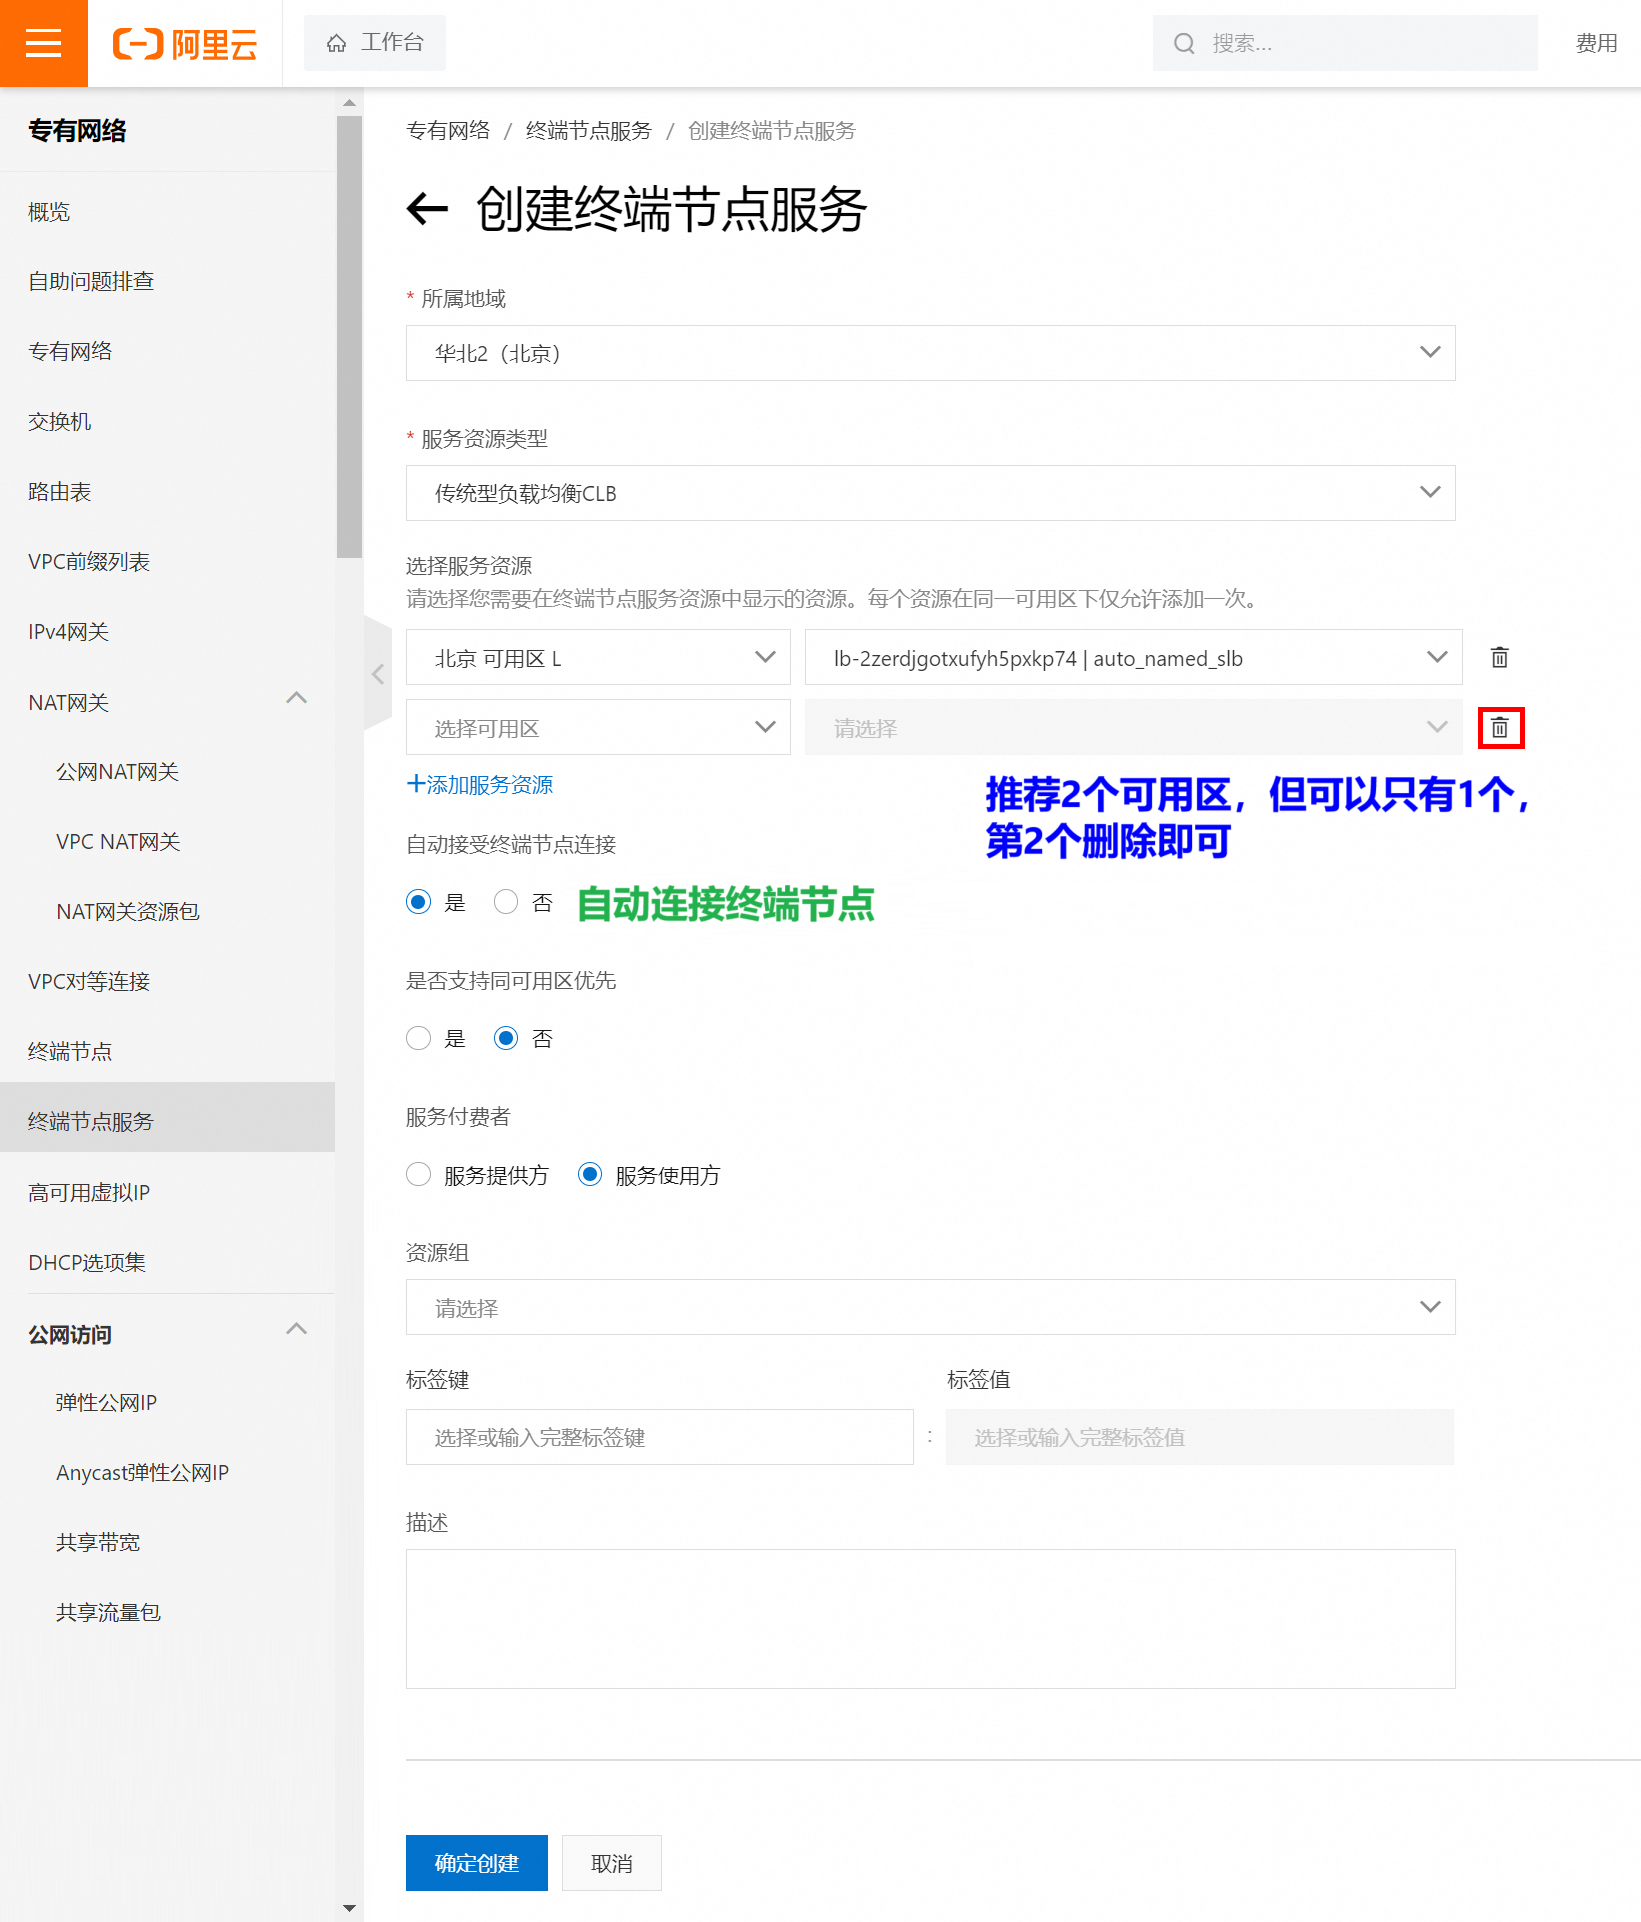 阿里云
工作台
搜索...
费用
专有网络
概览
自助问题排查
专有网络
交换机
路由表
VPC前缀列表
IPv4网关
NAT网关
公网NAT网关
VPC NAT网关
NAT网关资源包
VPC对等连接
终端节点
终端节点服务
高可用虚拟IP
DHCP选项集
公网访问
弹性公网IP
Anycast弹性公网IP
共享带宽
共享流量包
专有网络 / 终端节点服务 / 创建终端节点服务
创建终端节点服务
* 所属地域
华北2（北京）
* 服务资源类型
传统型负载均衡CLB
选择服务资源
请选择您需要在终端节点服务资源中显示的资源。每个资源在同一可用区下仅允许添加一次。
北京 可用区 L
lb-2zerdjgotxufyh5pxkp74 | auto_named_slb
选择可用区
请选择
+添加服务资源
推荐2个可用区，但可以只有1个，
第2个删除即可
自动接受终端节点连接
是 否
自动连接终端节点
是否支持同可用区优先
是 否
服务付费者
服务提供方 服务使用方
资源组
请选择
标签键 标签值
选择或输入完整标签键 : 选择或输入完整标签值
描述
确定创建 取消